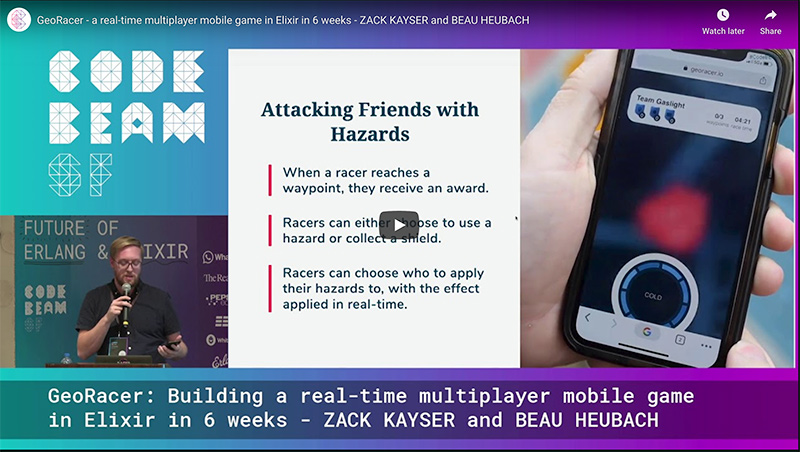 GeoRacer - a real-time multiplayer mobile game in Elixir in 6 weeks - ZACK KAYSER and BEAU HEUBACH
Watch later
Share
CODE
BEAM
SF
Attacking Friends with
Hazards
When a racer reaches a
waypoint, they receive an award.
Racers can either choose to use a
hazard or collect a shield.
Racers can choose who to apply
their hazards to, with the effect
applied in real-time.
georacer.io
Team Gaslight
0/3
04:21
COLD
FUTURE OF
ERLANG & ELIXIR
CODE
BEAM
GeoRacer: Building a real-time multiplayer mobile game
in Elixir in 6 weeks - ZACK KAYSER and BEAU HEUBACH